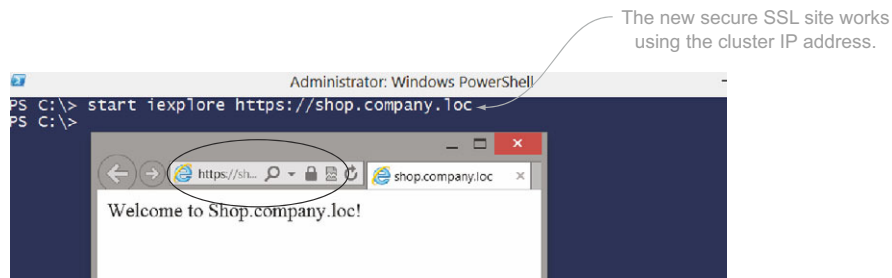 The new secure SSL site works
using the cluster IP address.
Administrator: Windows PowerShell
PS C:\> start iexplore https://shop.company.loc
PS C:\>
https://sh...
shop.company.loc
Welcome to Shop.company.loc!